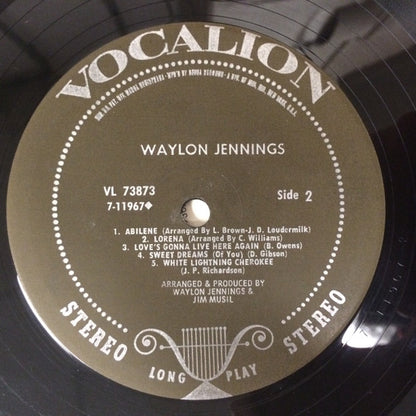 VOCALION
WAYLON JENNINGS
VL 73873
7-11967◆
Side 2
1. ABILENE (Arranged By L. Brown-J. D. Loudermilk)
2. LORENA (Arranged By C. Williams)
3. LOVE'S GONNA LIVE HERE AGAIN (B. Owens)
4. SWEET DREAMS (Of You) (D. Gibson)
5. WHITE LIGHTNING CHEROKEE
(J. P. Richardson)
ARRANGED & PRODUCED BY
WAYLON JENNINGS &
JIM MUSIL
STEREO
LONG PLAY
STEREO